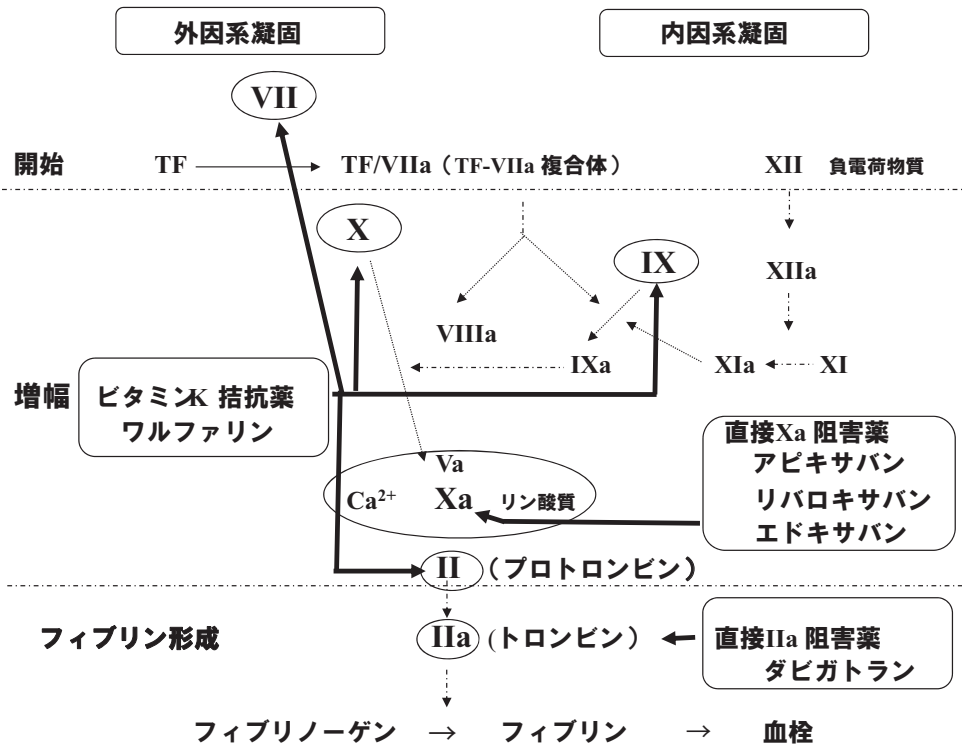 外因系凝固
内因系凝固
VII
開始
TF
TF/VIIa（TF-VIIa 複合体）
XII 負電荷物質
X
IX
XIIa
VIIIa
IXa
XIa
XI
増幅
ビタミンK 拮抗薬
ワルファリン
直接Xa 阻害薬
アピキサバン
リバロキサバン
エドキサバン
Va
Ca²⁺
Xa
リン酸質
II（プロトロンビン）
フィブリン形成
IIa（トロンビン）
直接IIa 阻害薬
ダビガトラン
フィブリノーゲン → フィブリン → 血栓